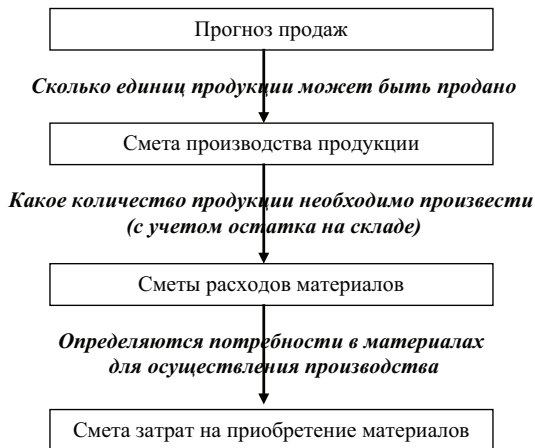 Прогноз продаж
Сколько единиц продукции может быть продано
Смета производства продукции
Какое количество продукции необходимо произвести
(с учетом остатка на складе)
Сметы расходов материалов
Определяются потребности в материалах
для осуществления производства
Смета затрат на приобретение материалов